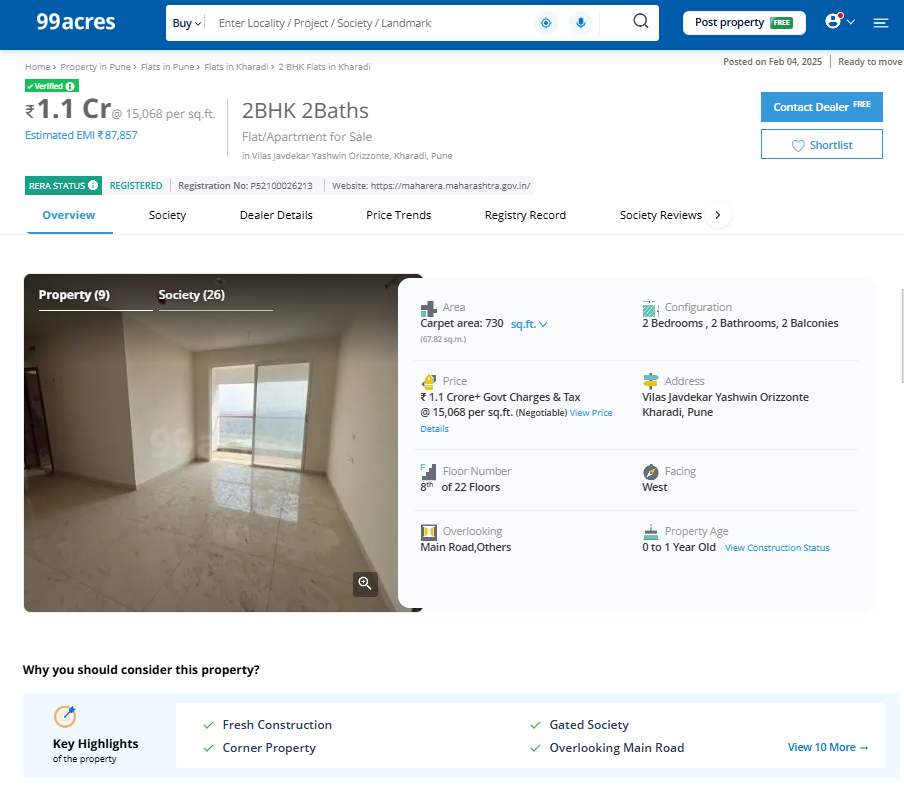 99acres
Buy
Enter Locality / Project / Society / Landmark
Post property FREE
Home › Property in Pune › Flats in Pune › Flats in Kharadi › 2 BHK Flats in Kharadi
Posted on Feb 04, 2025 | Ready to move
Verified
₹1.1 Cr @ 15,068 per sq.ft.
Estimated EMI ₹87,857
2BHK 2Baths
Flat/Apartment for Sale
in Vilas Javdekar Yashwin Orizzonte, Kharadi, Pune
Contact Dealer FREE
Shortlist
RERA STATUS REGISTERED | Registration No: P52100026213 | Website: https://maharera.maharashtra.gov.in/
Overview Society Dealer Details Price Trends Registry Record Society Reviews
Property (9) Society (26)
99acres
Area
Carpet area: 730 sq.ft.
(67.82 sq.m.)
Configuration
2 Bedrooms , 2 Bathrooms, 2 Balconies
Price
₹ 1.1 Crore+ Govt Charges & Tax
@ 15,068 per sq.ft. (Negotiable) View Price
Details
Address
Vilas Javdekar Yashwin Orizzonte
Kharadi, Pune
Floor Number
8th of 22 Floors
Facing
West
Overlooking
Main Road,Others
Property Age
0 to 1 Year Old View Construction Status
Why you should consider this property?
Key Highlights
of the property
Fresh Construction
Gated Society
Corner Property
Overlooking Main Road
View 10 More →